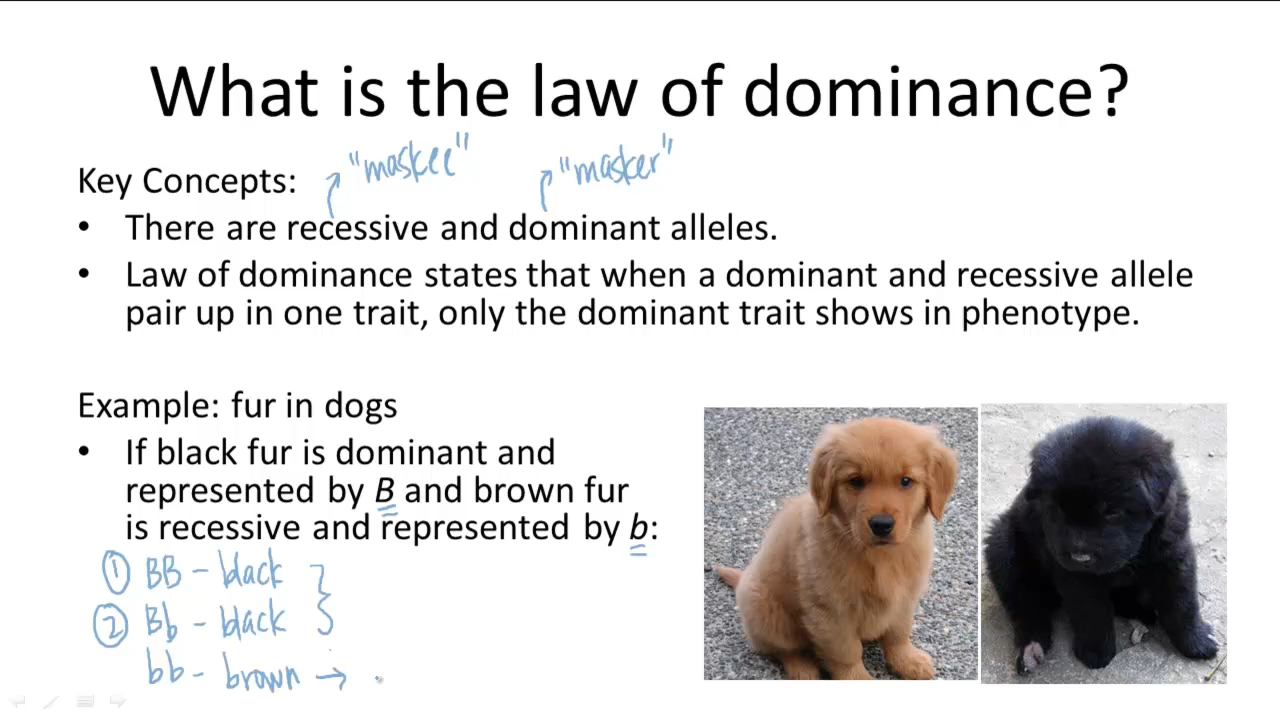 What is the law of dominance?
"maskee" "masker"
Key Concepts:
• There are recessive and dominant alleles.
• Law of dominance states that when a dominant and recessive allele
pair up in one trait, only the dominant trait shows in phenotype.
Example: fur in dogs
• If black fur is dominant and
represented by B and brown fur
is recessive and represented by b:
① BB - black
② Bb - black
bb - brown →